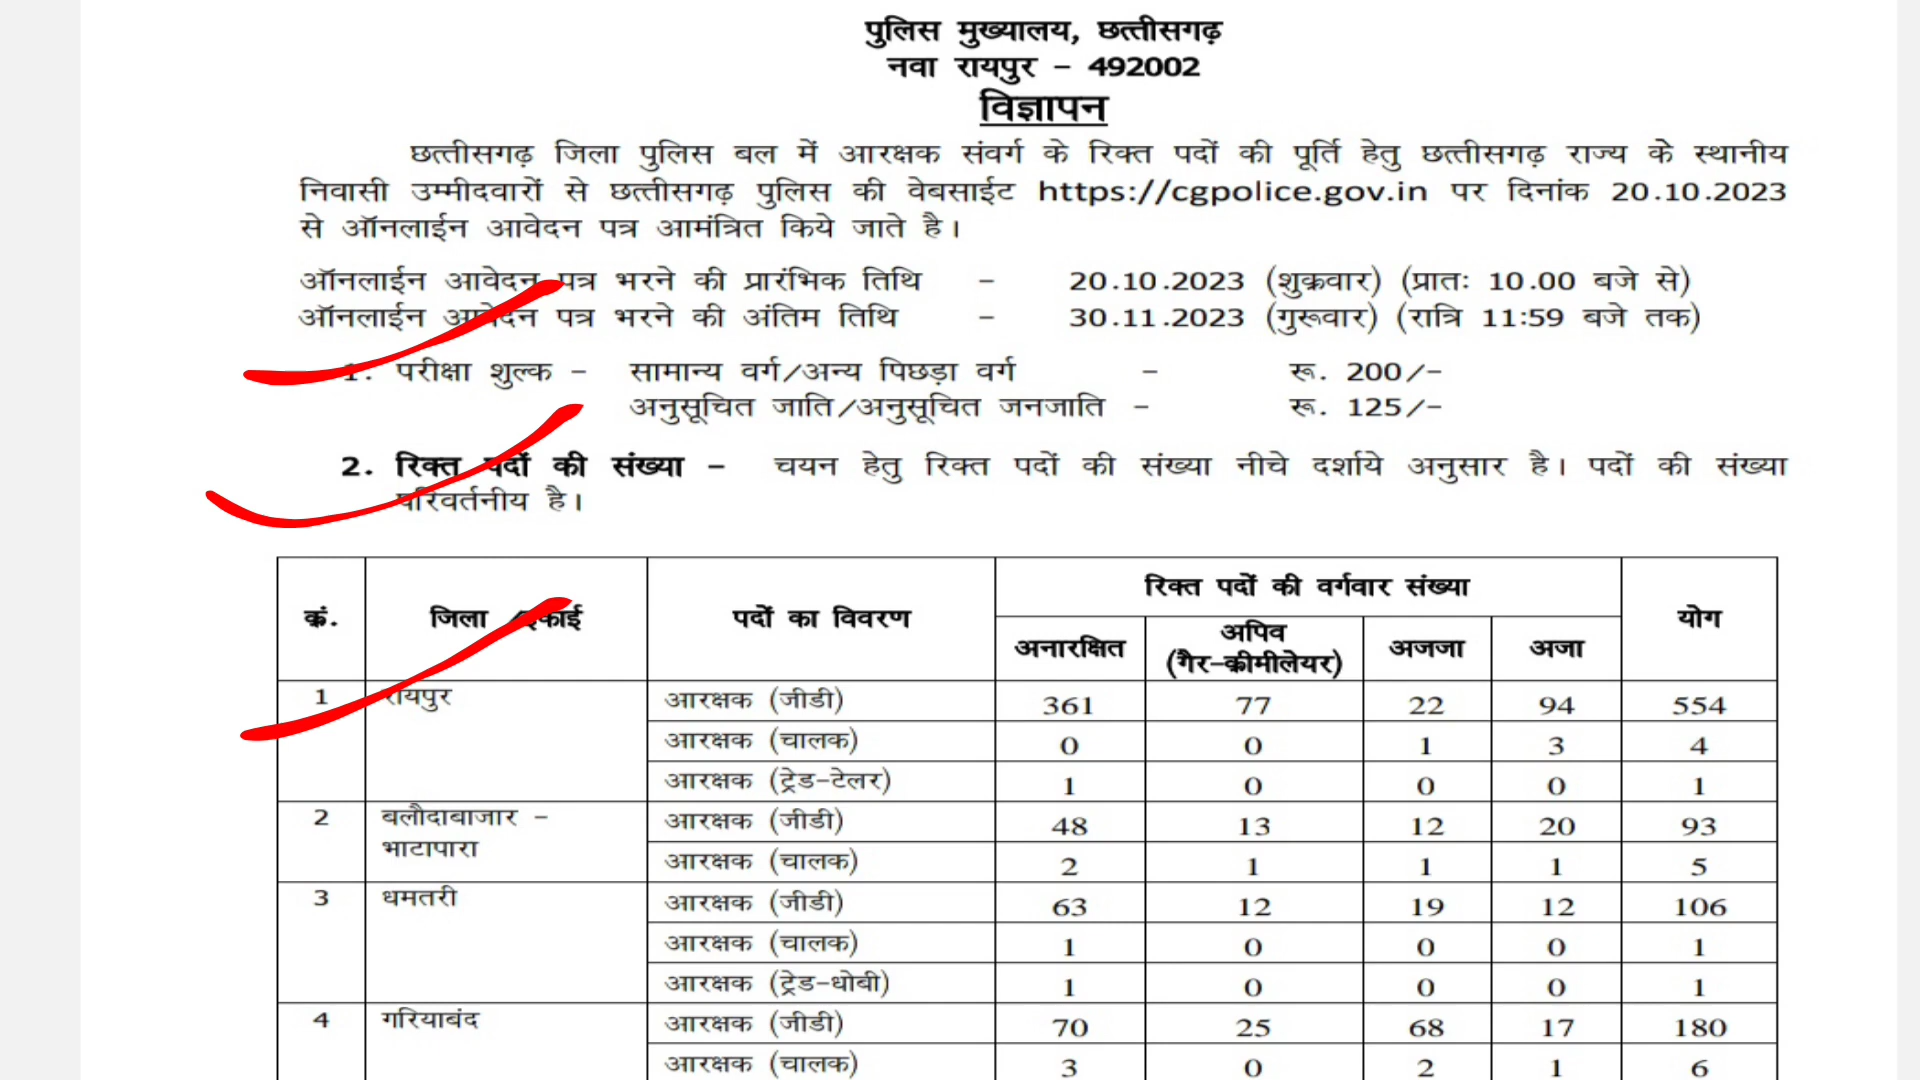 पुलिस मुख्यालय, छत्तीसगढ़
नवा रायपुर – 492002
विज्ञापन
छत्तीसगढ़ जिला पुलिस बल में आरक्षक संवर्ग के रिक्त पदों की पूर्ति हेतु छत्तीसगढ़ राज्य के स्थानीय
निवासी उम्मीदवारों से छत्तीसगढ़ पुलिस की वेबसाईट https://cgpolice.gov.in पर दिनांक 20.10.2023
से ऑनलाईन आवेदन पत्र आमंत्रित किये जाते है।
ऑनलाईन आवेदन पत्र भरने की प्रारंभिक तिथि – 20.10.2023 (शुक्रवार) (प्रातः 10.00 बजे से)
ऑनलाईन आवेदन पत्र भरने की अंतिम तिथि – 30.11.2023 (गुरूवार) (रात्रि 11:59 बजे तक)
1. परीक्षा शुल्क – सामान्य वर्ग/अन्य पिछड़ा वर्ग – रू. 200/–
अनुसूचित जाति/अनुसूचित जनजाति – रू. 125/–
2. रिक्त पदों की संख्या – चयन हेतु रिक्त पदों की संख्या नीचे दर्शाये अनुसार है। पदों की संख्या
परिवर्तनीय है।
क्रं. जिला /इकाई पदों का विवरण रिक्त पदों की वर्गवार संख्या योग
अनारक्षित अपिव (गैर–क्रीमीलेयर) अजजा अजा
1 रायपुर आरक्षक (जीडी) 361 77 22 94 554
आरक्षक (चालक) 0 0 1 3 4
आरक्षक (ट्रेड–टेलर) 1 0 0 0 1
2 बलौदाबाजार – भाटापारा आरक्षक (जीडी) 48 13 12 20 93
आरक्षक (चालक) 2 1 1 1 5
3 धमतरी आरक्षक (जीडी) 63 12 19 12 106
आरक्षक (चालक) 1 0 0 0 1
आरक्षक (ट्रेड–धोबी) 1 0 0 0 1
4 गरियाबंद आरक्षक (जीडी) 70 25 68 17 180
आरक्षक (चालक) 3 0 2 1 6